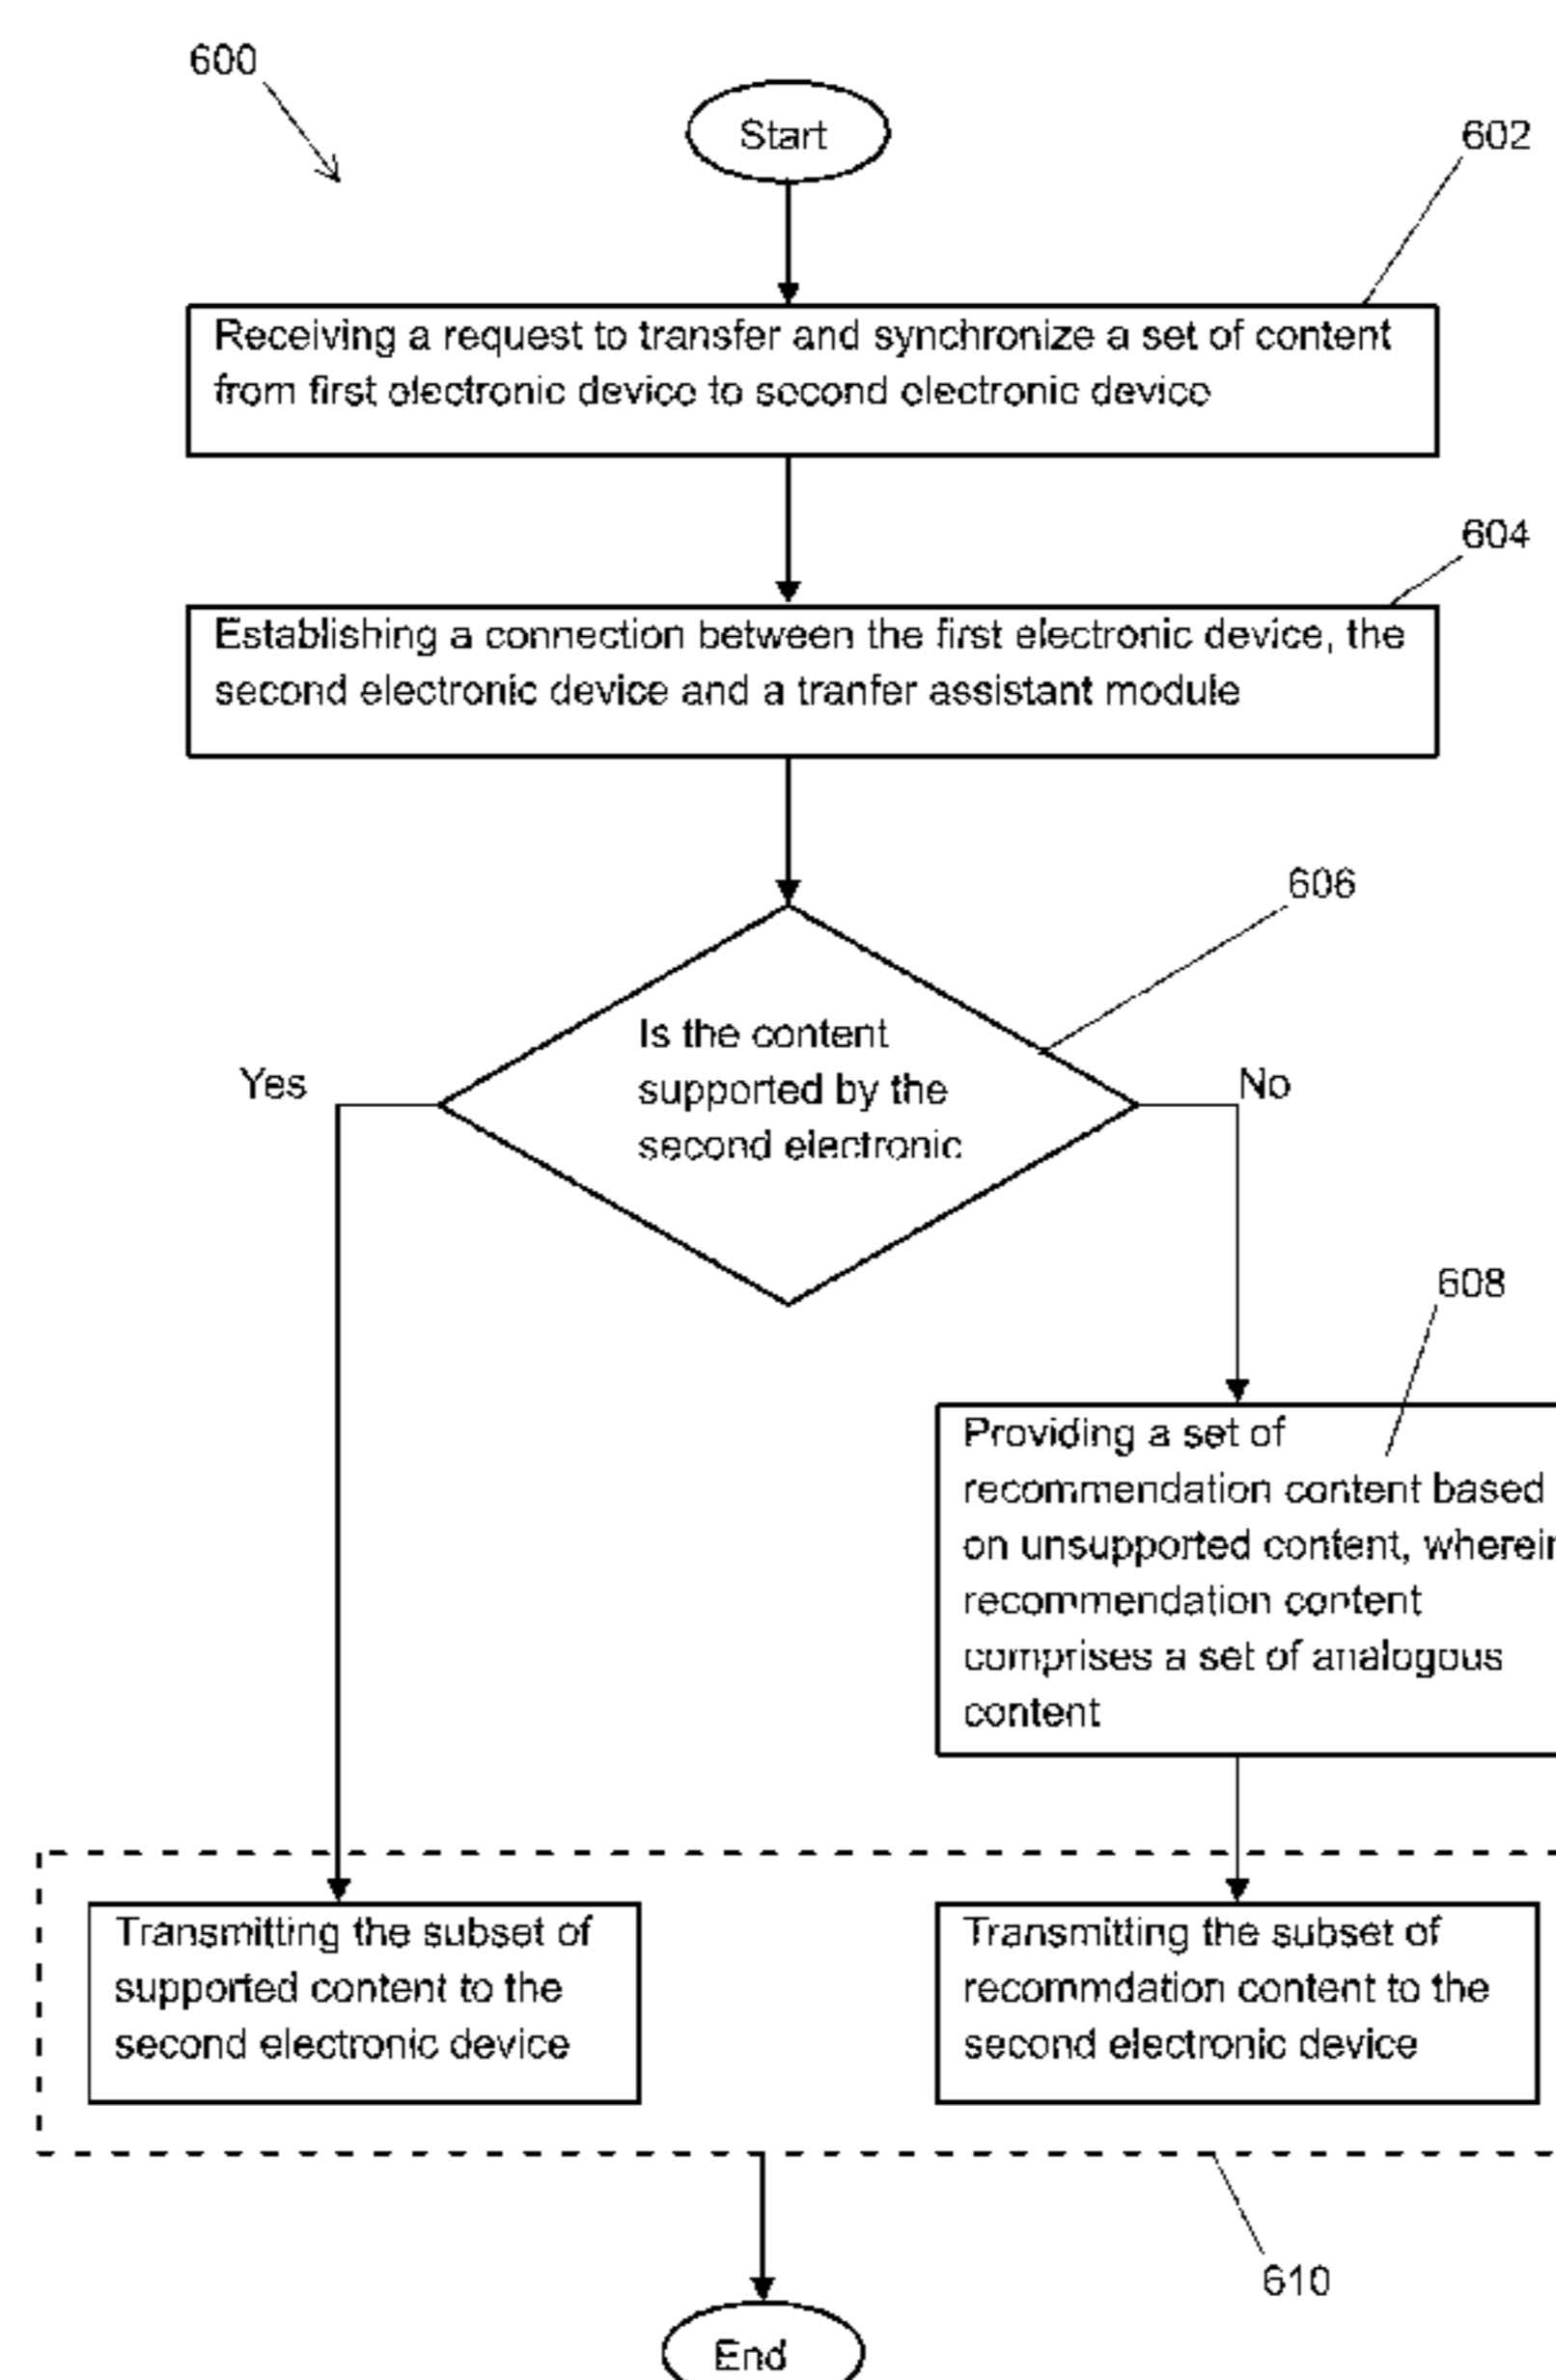 600
Start
602
Receiving a request to transfer and synchronize a set of content
from first electronic device to second electronic device
604
Establishing a connection between the first electronic device, the
second electronic device and a tranfer assistant module
606
Is the content
supported by the
second electronic
Yes
No
608
Providing a set of
recommendation content based
on unsupported content, wherein
recommendation content
comprises a set of analogous
content
Transmitting the subset of
supported content to the
second electronic device
Transmitting the subset of
recommdation content to the
second electronic device
610
End